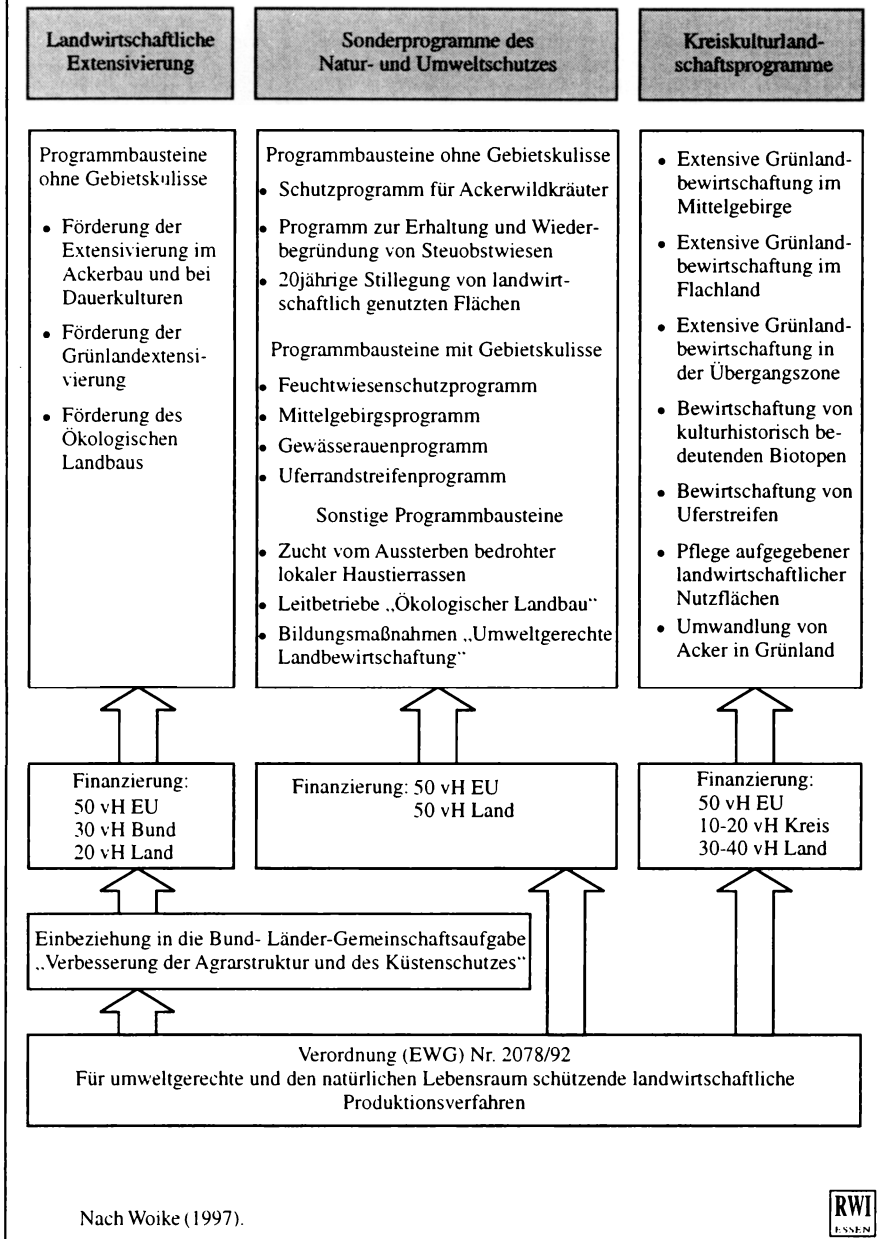 Landwirtschaftliche
Extensivierung
Sonderprogramme des
Natur- und Umweltschutzes
Kreiskulturland-
schaftsprogramme
Programmbausteine
ohne Gebietskulisse
• Förderung der
Extensivierung im
Ackerbau und bei
Dauerkulturen
• Förderung der
Grünlandextensi-
vierung
• Förderung des
Ökologischen
Landbaus
Programmbausteine ohne Gebietskulisse
• Schutzprogramm für Ackerwildkräuter
• Programm zur Erhaltung und Wieder-
begründung von Steuobstwiesen
• 20jährige Stillegung von landwirt-
schaftlich genutzten Flächen
Programmbausteine mit Gebietskulisse
• Feuchtwiesenschutzprogramm
• Mittelgebirgsprogramm
• Gewässerauenprogramm
• Uferrandstreifenprogramm
Sonstige Programmbausteine
• Zucht vom Aussterben bedrohter
lokaler Haustierrassen
• Leitbetriebe „Ökologischer Landbau“
• Bildungsmaßnahmen „Umweltgerechte
Landbewirtschaftung“
• Extensive Grünland-
bewirtschaftung im
Mittelgebirge
• Extensive Grünland-
bewirtschaftung im
Flachland
• Extensive Grünland-
bewirtschaftung in
der Übergangszone
• Bewirtschaftung von
kulturhistorisch be-
deutenden Biotopen
• Bewirtschaftung von
Uferstreifen
• Pflege aufgegebener
landwirtschaftlicher
Nutzflächen
• Umwandlung von
Acker in Grünland
Finanzierung:
50 vH EU
30 vH Bund
20 vH Land
Finanzierung: 50 vH EU
50 vH Land
Finanzierung:
50 vH EU
10-20 vH Kreis
30-40 vH Land
Einbeziehung in die Bund- Länder-Gemeinschaftsaufgabe
„Verbesserung der Agrarstruktur und des Küstenschutzes“
Verordnung (EWG) Nr. 2078/92
Für umweltgerechte und den natürlichen Lebensraum schützende landwirtschaftliche
Produktionsverfahren
Nach Woike (1997).
RWI
ESSEN